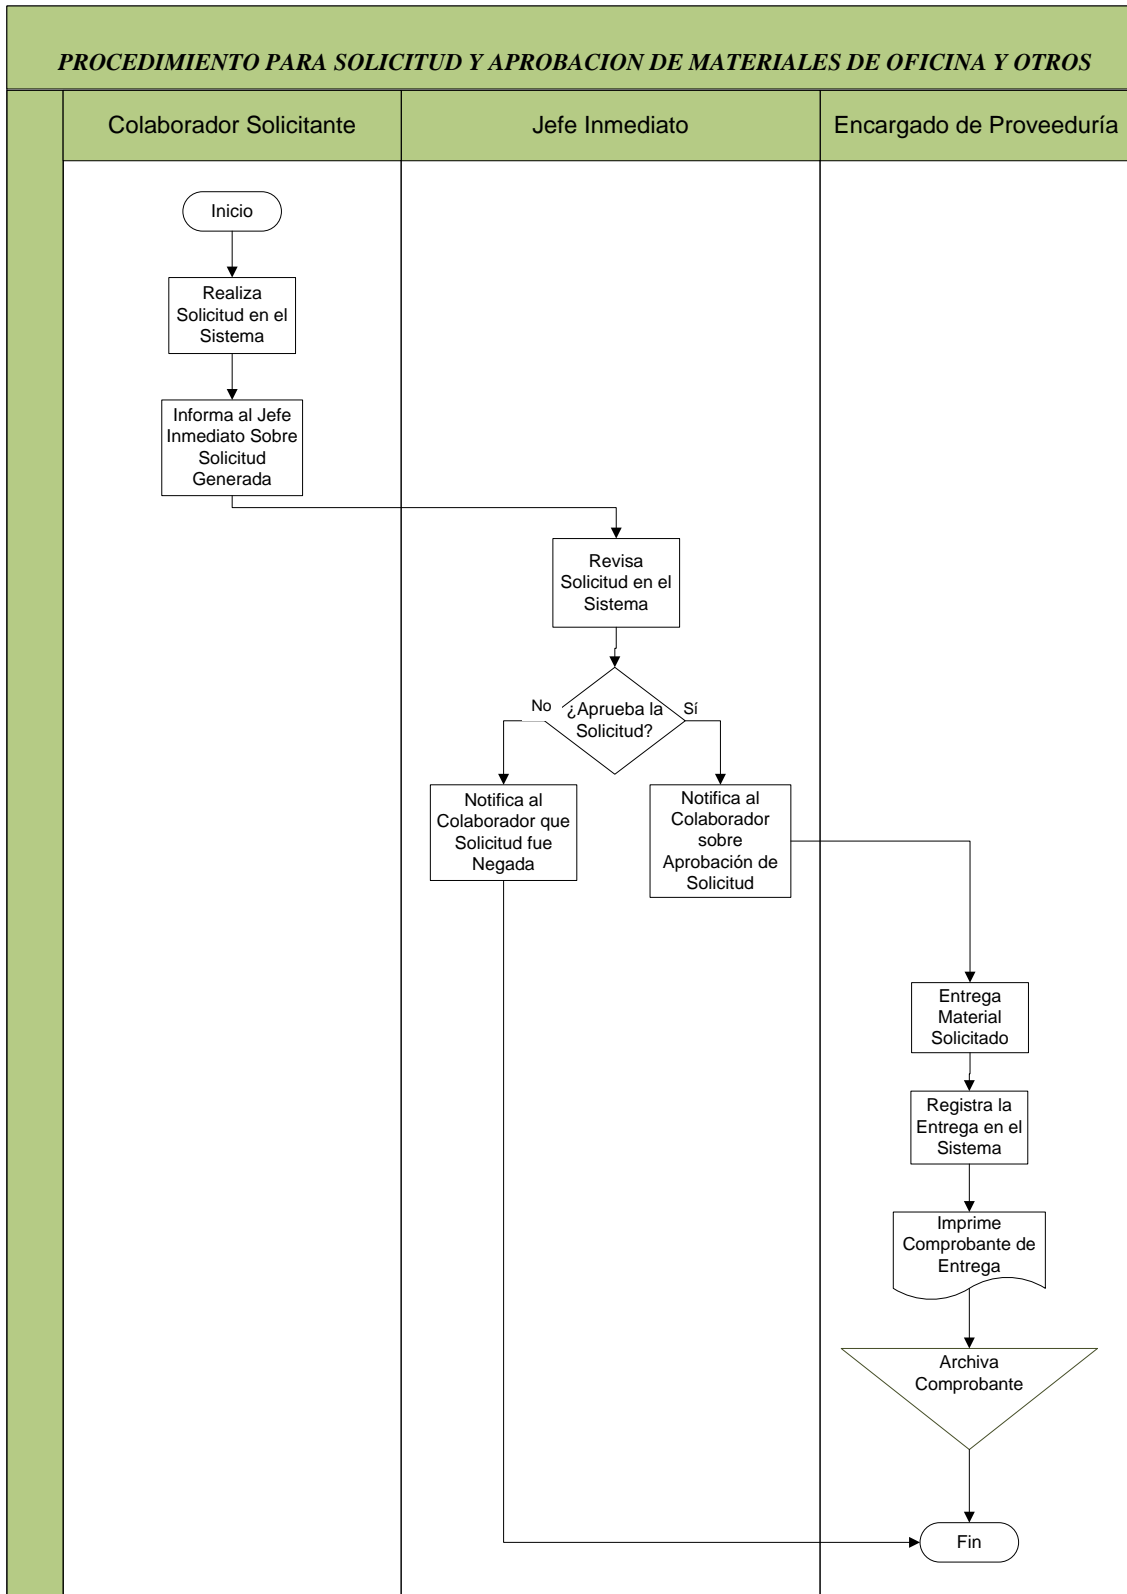 PROCEDIMIENTO PARA SOLICITUD Y APROBACION DE MATERIALES DE OFICINA Y OTROS
Colaborador Solicitante
Jefe Inmediato
Encargado de Proveeduría
Inicio
Realiza
Solicitud en el
Sistema
Informa al Jefe
Inmediato Sobre
Solicitud
Generada
Revisa
Solicitud en el
Sistema
¿Aprueba la
Solicitud?
No
Sí
Notifica al
Colaborador que
Solicitud fue
Negada
Notifica al
Colaborador
sobre
Aprobación de
Solicitud
Entrega
Material
Solicitado
Registra la
Entrega en el
Sistema
Imprime
Comprobante de
Entrega
Archiva
Comprobante
Fin